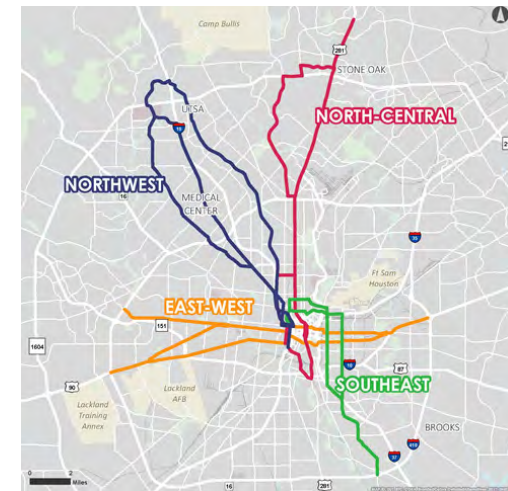 Camp Bullis
281
STONE OAK
NORTH-CENTRAL
UTSA
10
NORTHWEST
16
MEDICAL
CENTER
35
Ft Sam
Houston
EAST-WEST
151
1604
90
10
87
SOUTHEAST
Lackland
AFB
Lackland
Training
Annex
BROOKS
410
37
0
2
Miles
16
281